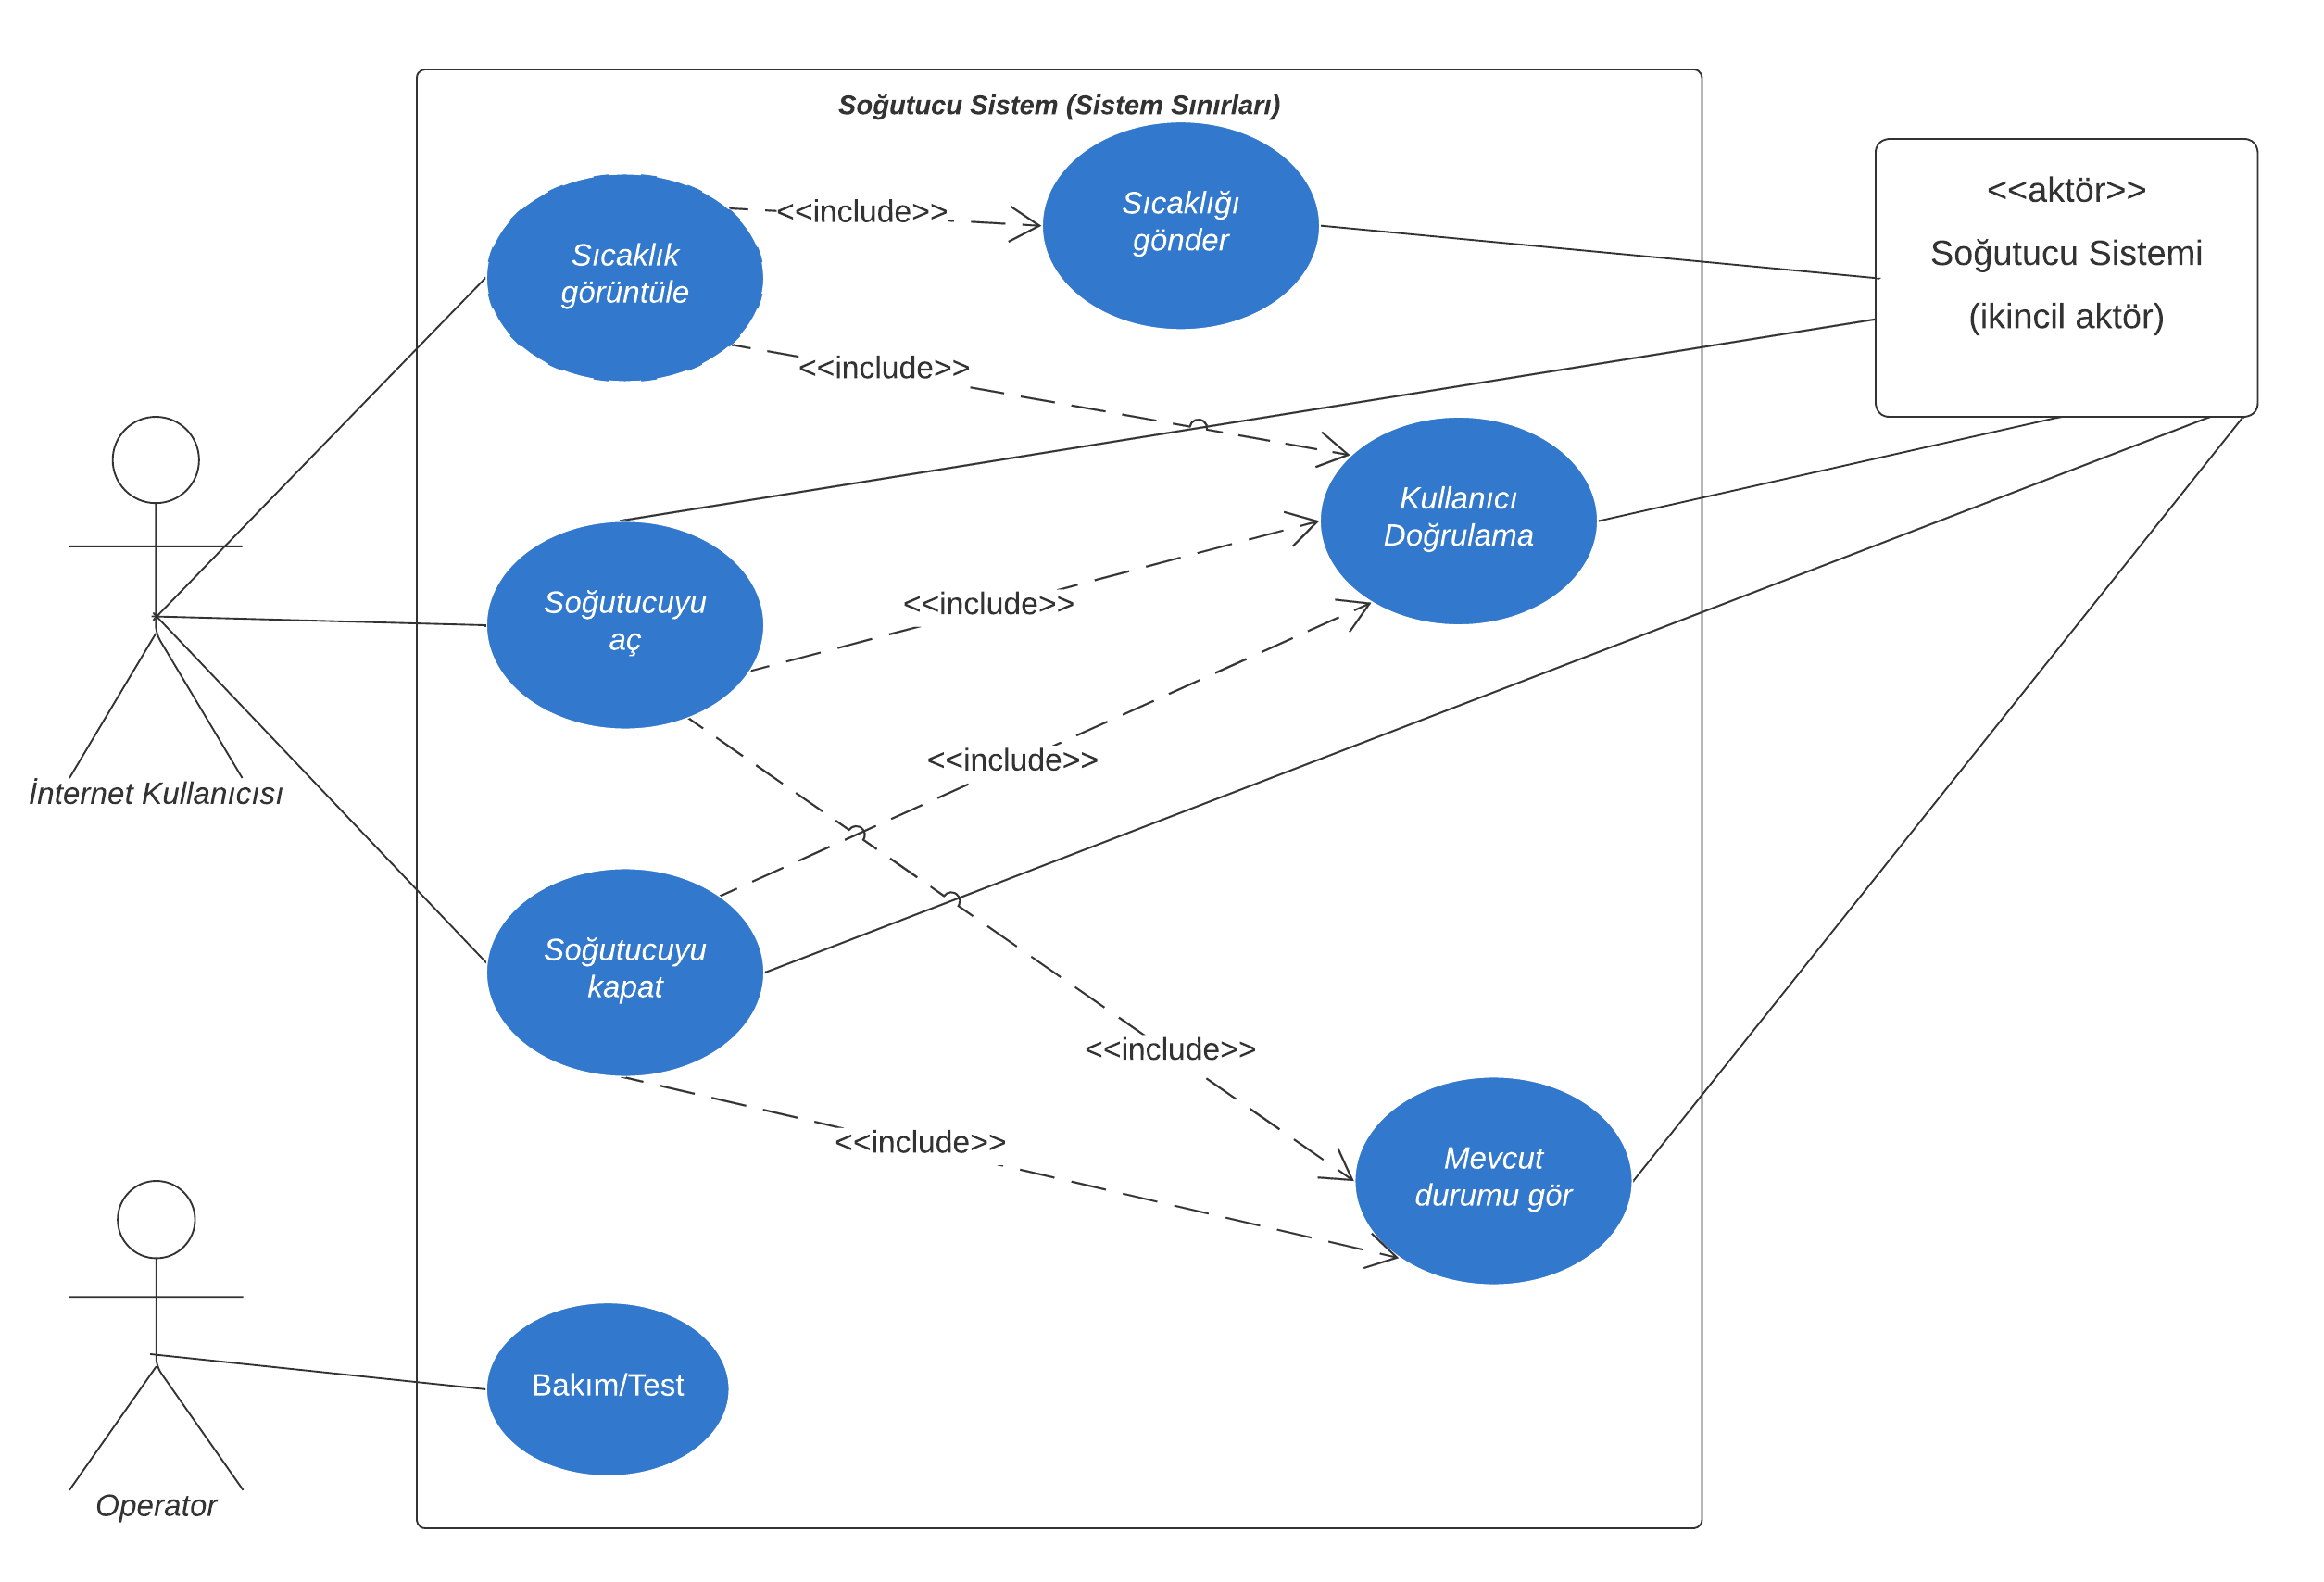 Soğutucu Sistem (Sistem Sınırları)
Sıcaklık
görüntüle
<<include>>
Sıcaklığı
gönder
<<aktör>>
Soğutucu Sistemi
(ikincil aktör)
<<include>>
Kullanıcı
Doğrulama
Soğutucuyu
aç
<<include>>
İnternet Kullanıcısı
<<include>>
Soğutucuyu
kapat
<<include>>
<<include>>
Mevcut
durumu gör
Bakım/Test
Operator